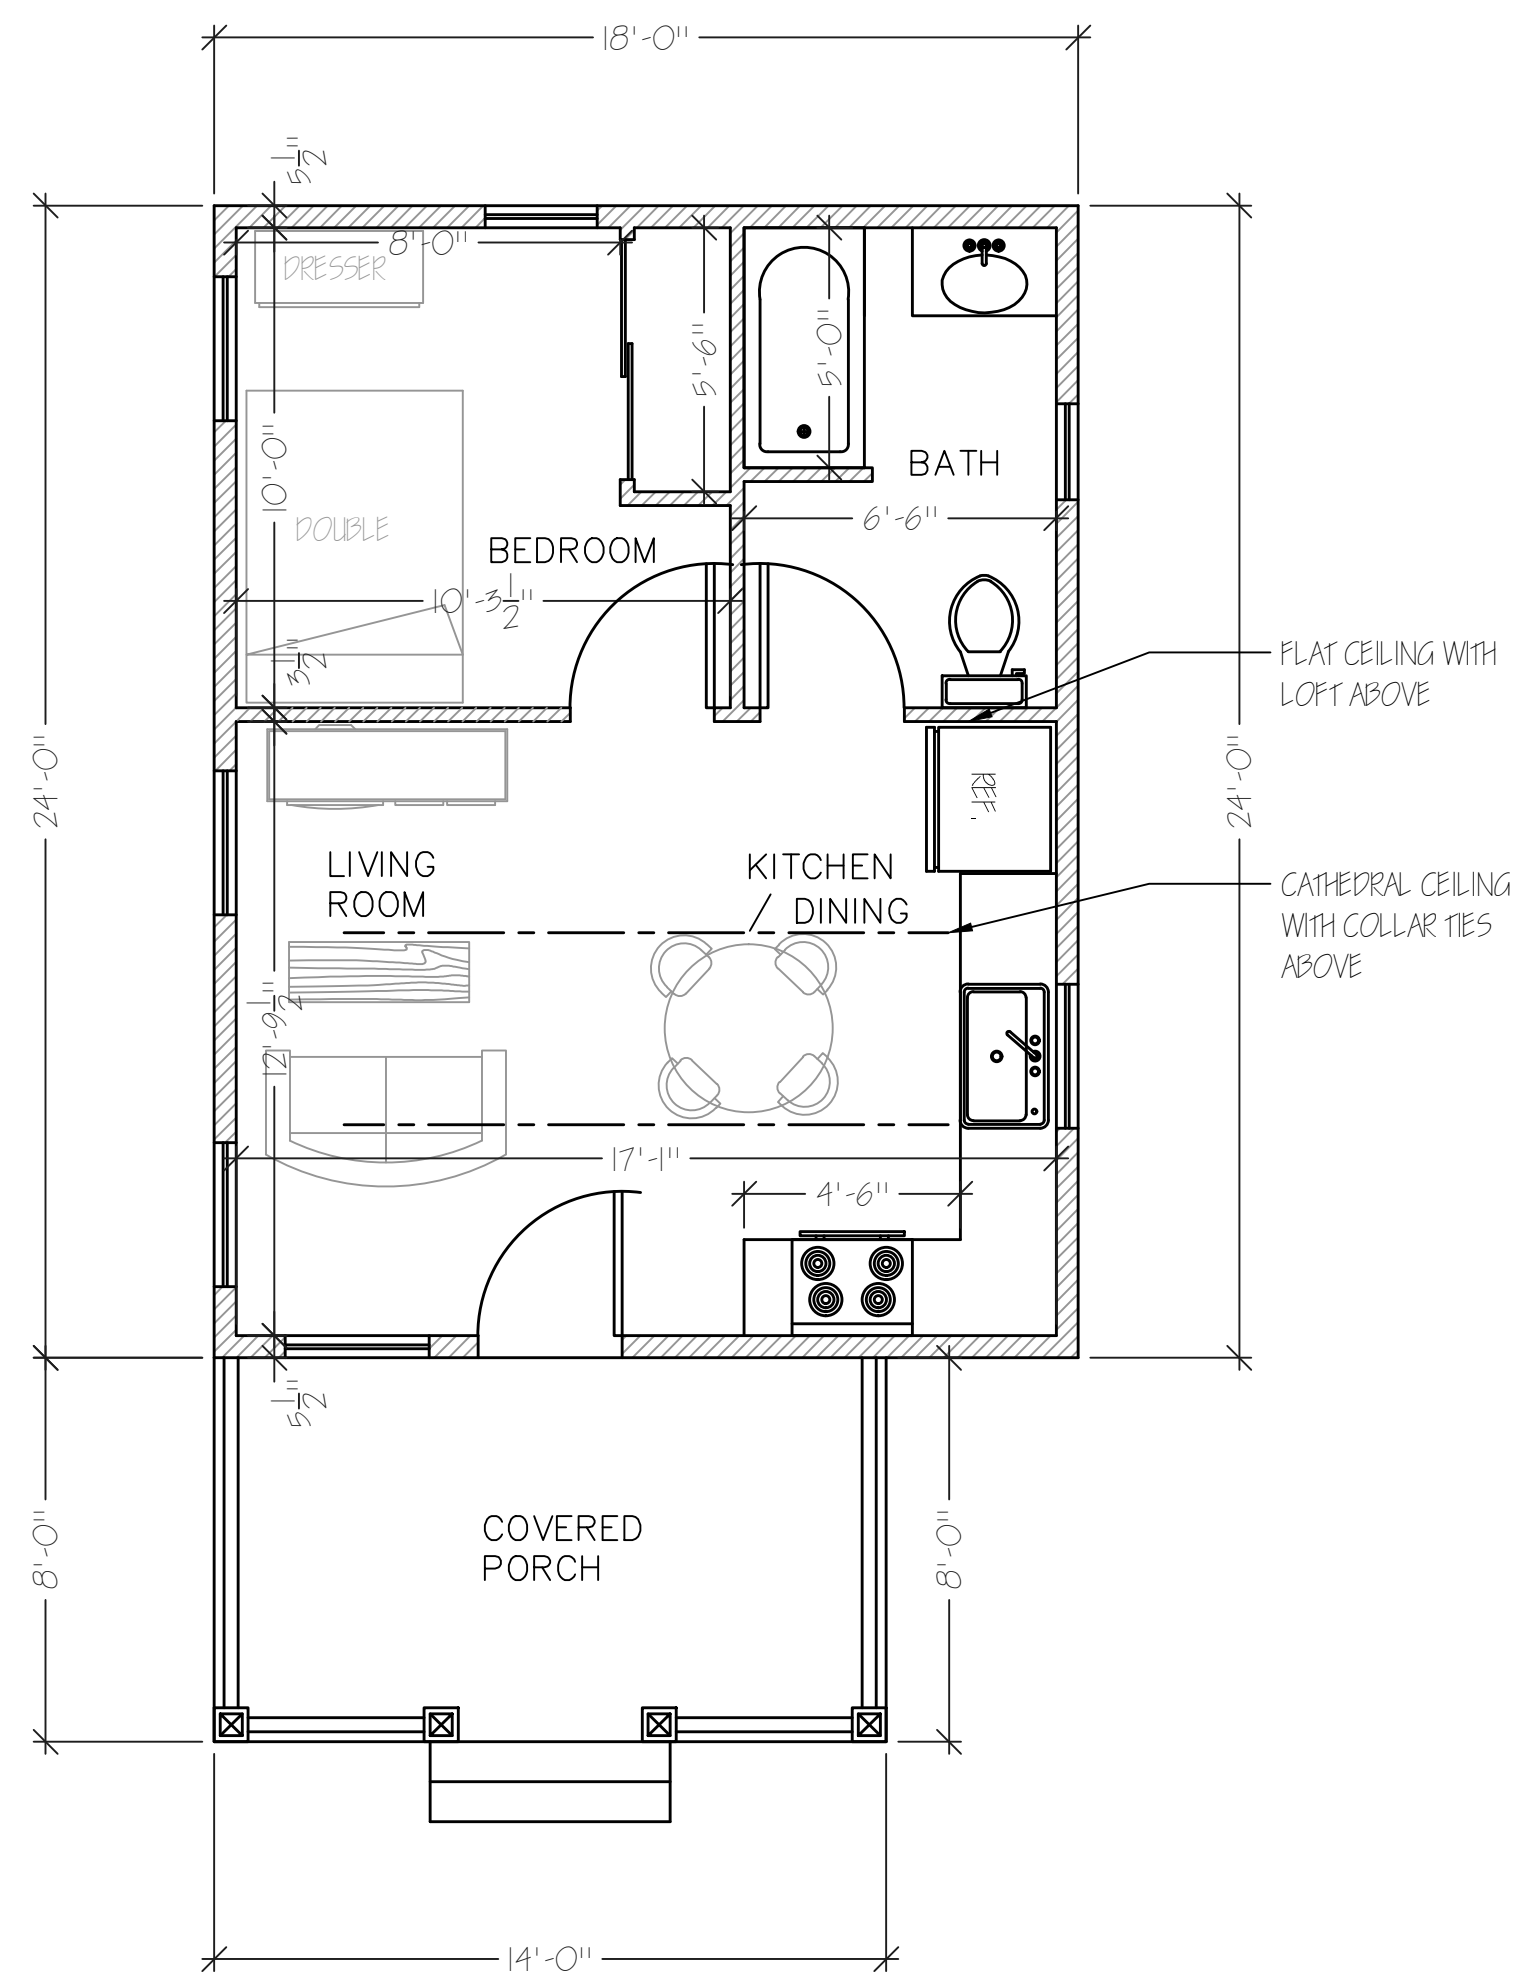 18'-0"
5 1/2"
8'-0"
DRESSER
5'-6"
5'-0"
10'-0"
BATH
DOUBLE
6'-6"
BEDROOM
10'-3 1/2"
3 1/2"
FLAT CEILING WITH
LOFT ABOVE
24'-0"
24'-0"
REF.
LIVING
ROOM
KITCHEN
/ DINING
CATHEDRAL CEILING
WITH COLLAR TIES
ABOVE
12'-9 1/2"
17'-1"
4'-6"
5 1/2"
8'-0"
8'-0"
COVERED
PORCH
14'-0"